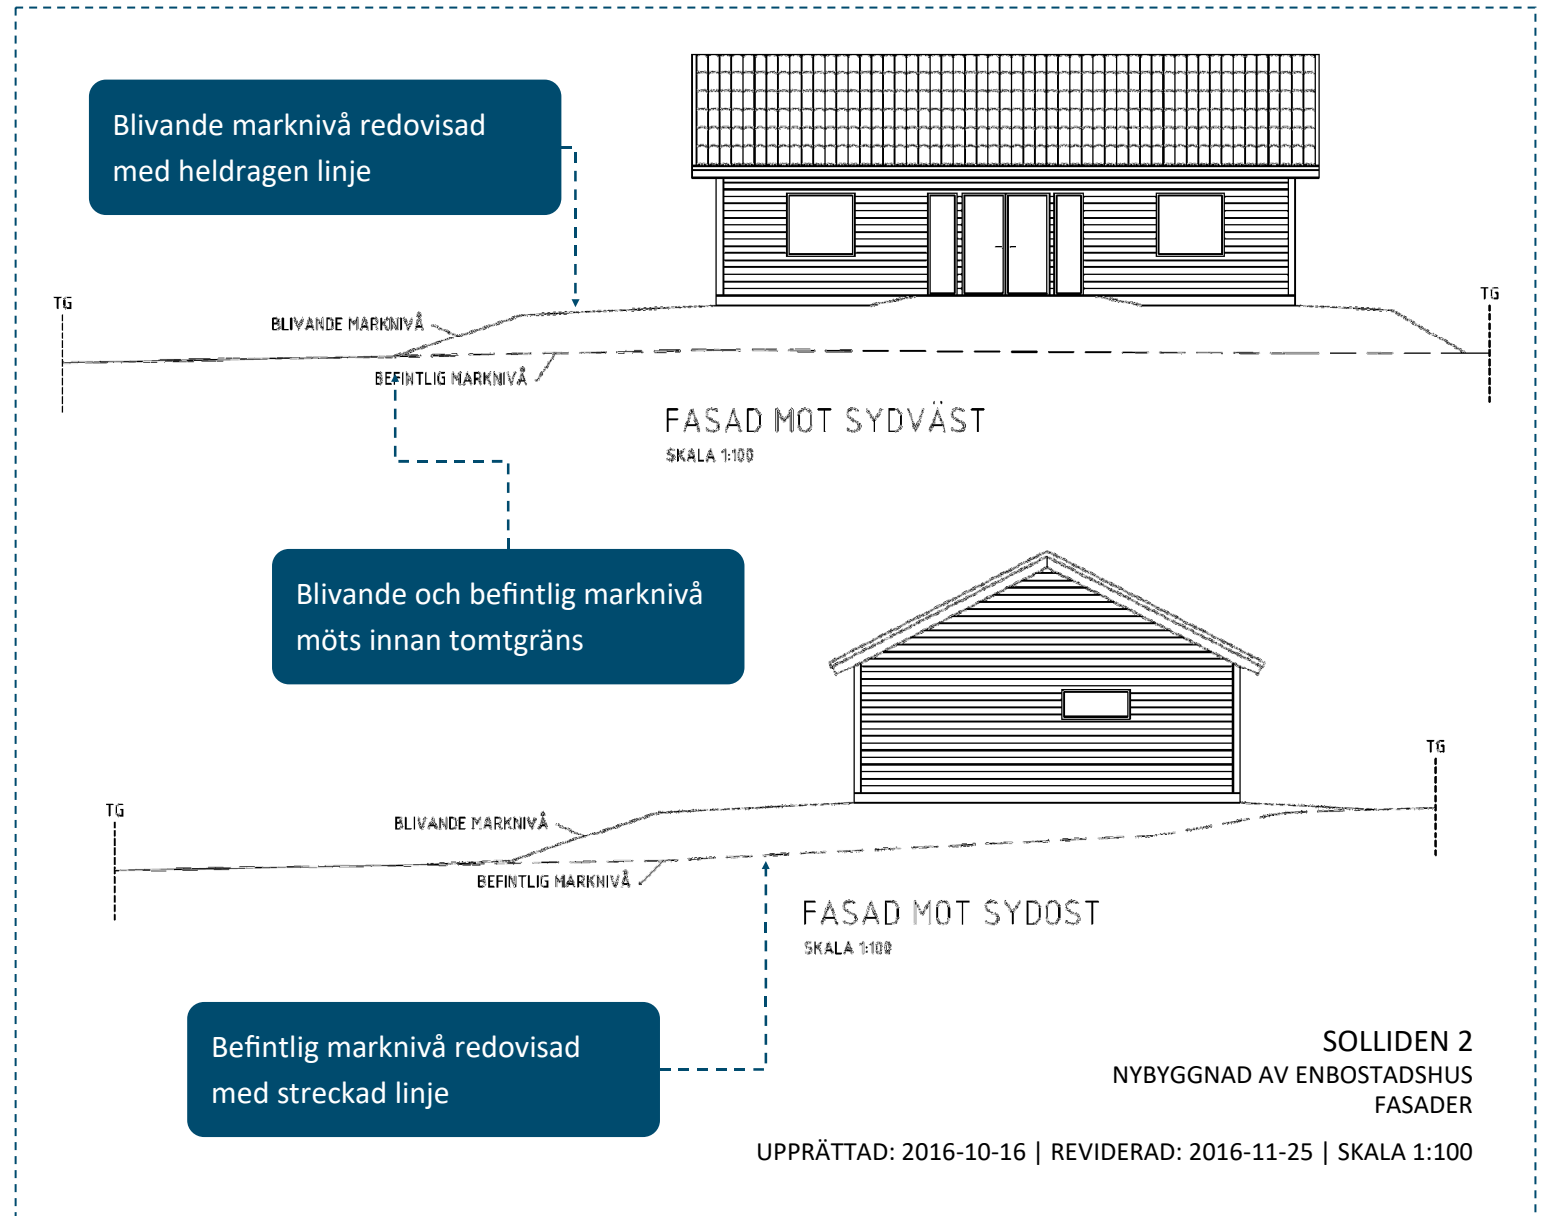 Blivande marknivå redovisad
med heldragen linje
TG
TG
BLIVANDE MARKNIVÅ
BEFINTLIG MARKNIVÅ
FASAD MOT SYDVÄST
SKALA 1:100
Blivande och befintlig marknivå
möts innan tomtgräns
TG
TG
BLIVANDE MARKNIVÅ
BEFINTLIG MARKNIVÅ
FASAD MOT SYDOST
SKALA 1:100
Befintlig marknivå redovisad
med streckad linje
SOLLIDEN 2
NYBYGGNAD AV ENBOSTADSHUS
FASADER
UPPRÄTTAD: 2016-10-16 | REVIDERAD: 2016-11-25 | SKALA 1:100